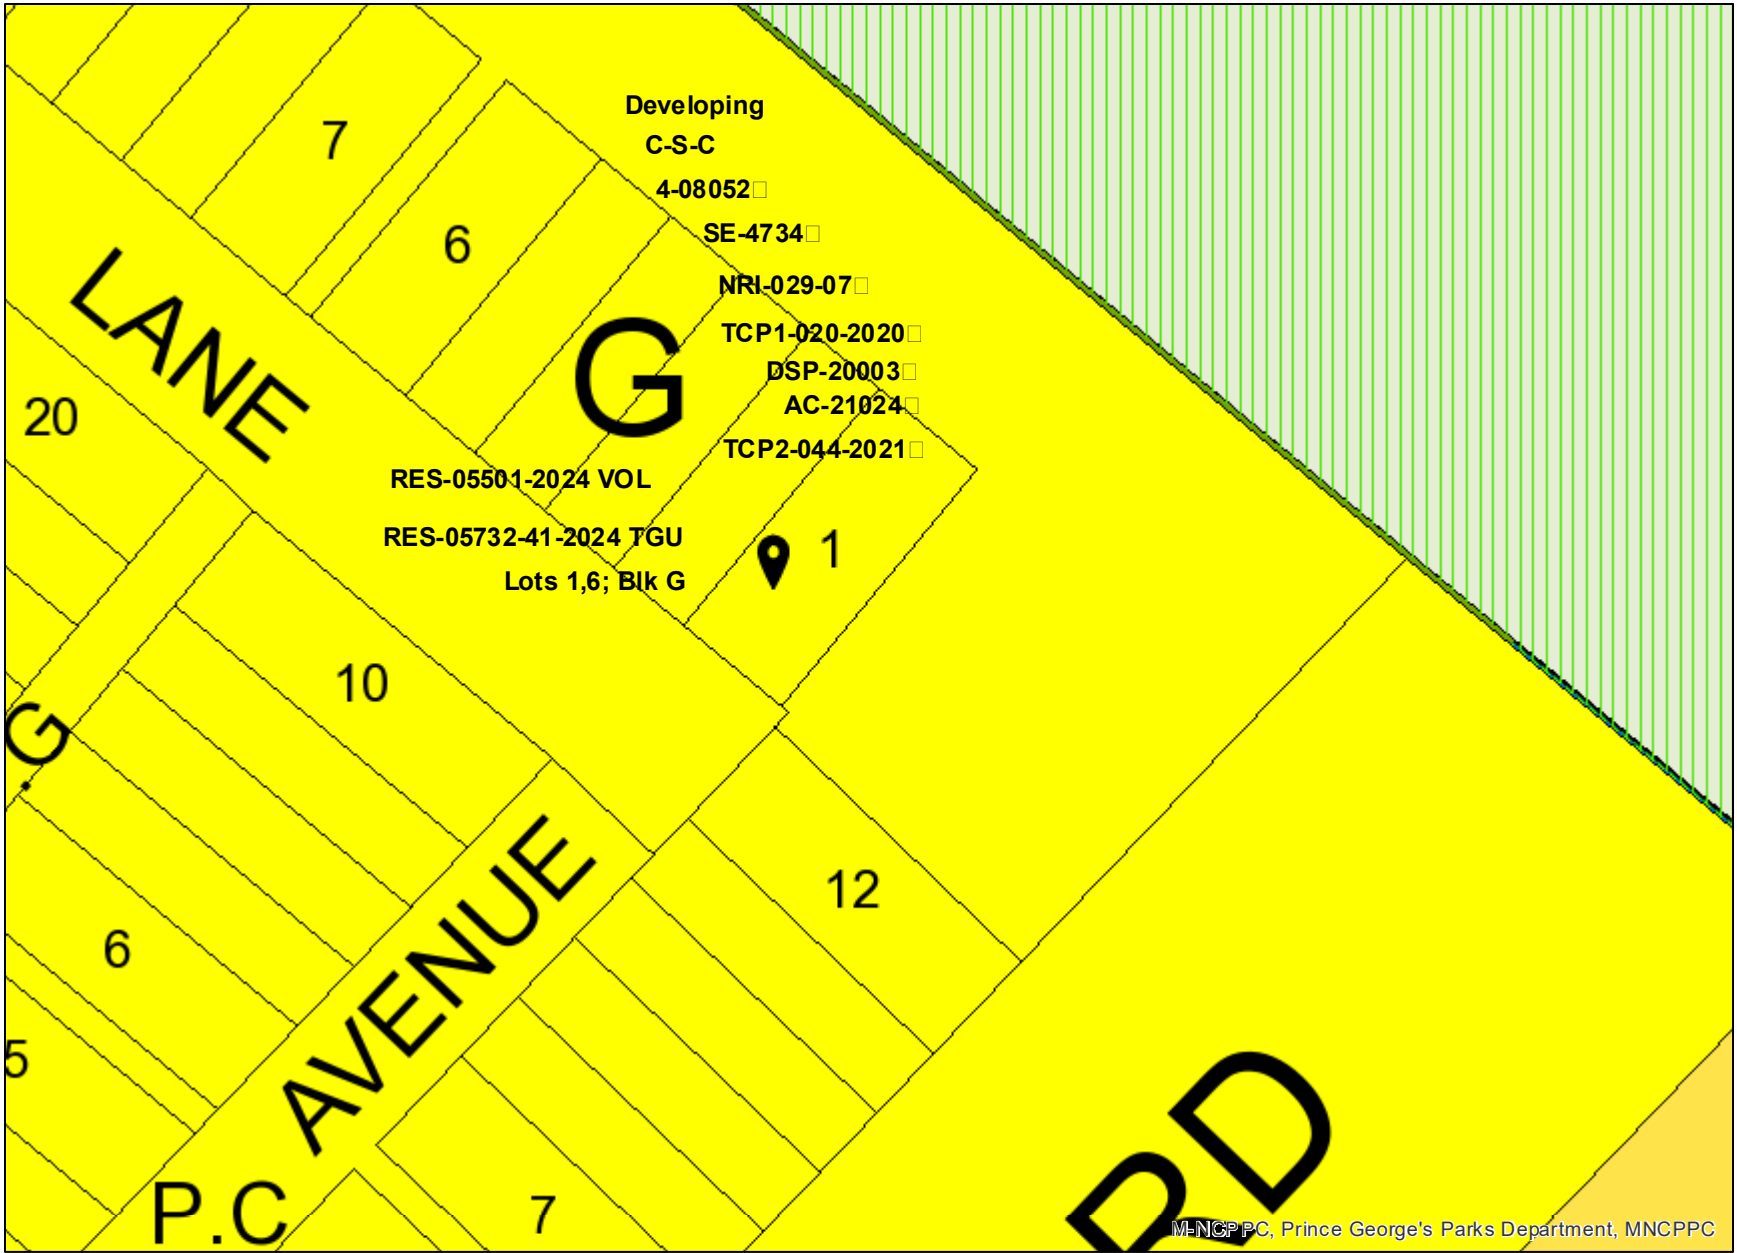 7
Developing
C-S-C
4-08052
6
SE-4734
NRI-029-07
LANE
G
TCP1-020-2020
DSP-20003
20
AC-21024
TCP2-044-2021
RES-05501-2024 VOL
RES-05732-41-2024 TGU
1
Lots 1,6; Blk G
10
.G
12
AVENUE
6
5
RD
P.C
7
M-NCPPC, Prince George's Parks Department, MNCPPC